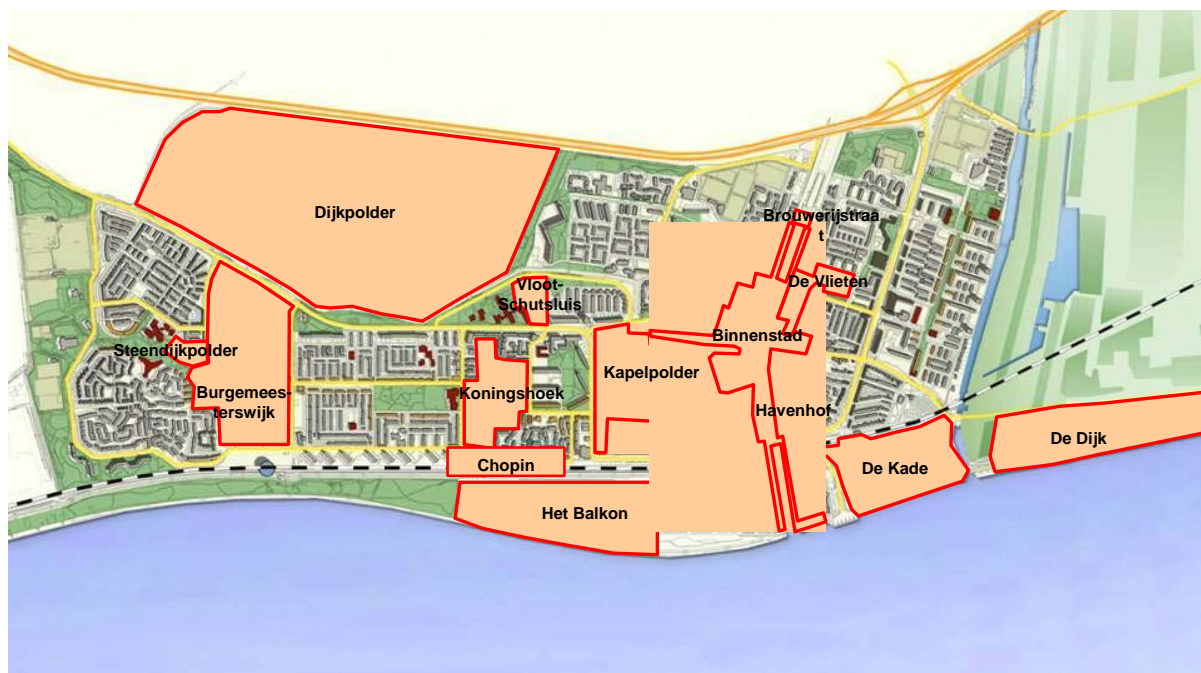 Dijkpolder
Brouwerijstraa
t
De Vlieten
Vloot-
Schutsluis
Binnenstad
Steendijkpolder
Kapelpolder
Burgemees-
terswijk
Koningshoek
Havenhof
De Dijk
Chopin
De Kade
Het Balkon